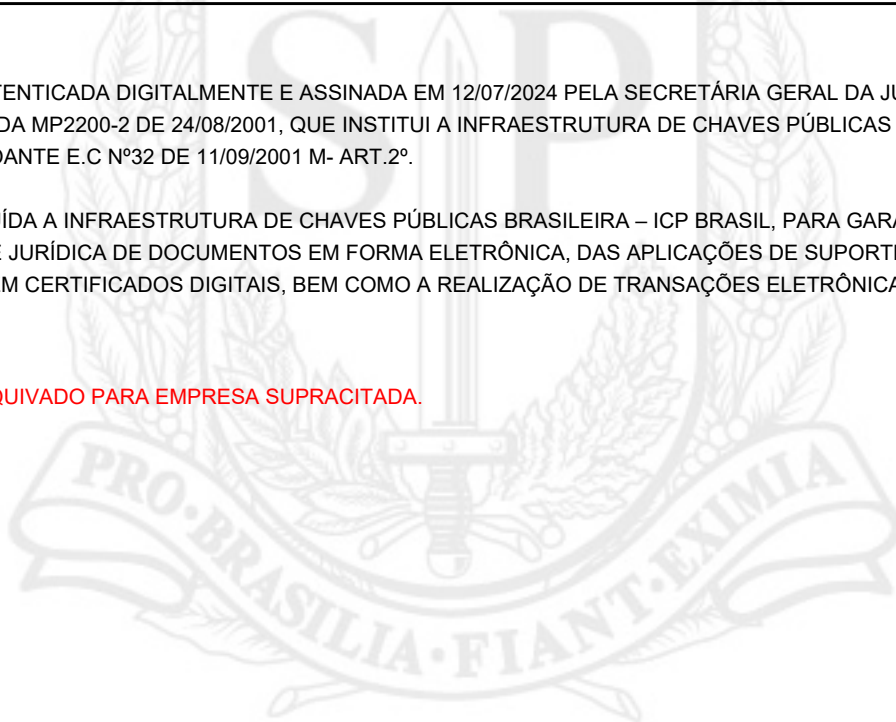 TENTICADA DIGITALMENTE E ASSINADA EM 12/07/2024 PELA SECRETÁRIA GERAL DA JU
DA MP2200-2 DE 24/08/2001, QUE INSTITUI A INFRAESTRUTURA DE CHAVES PÚBLICAS
DANTE E.C Nº32 DE 11/09/2001 M- ART.2º.
ÍDA A INFRAESTRUTURA DE CHAVES PÚBLICAS BRASILEIRA – ICP BRASIL, PARA GARA
E JURÍDICA DE DOCUMENTOS EM FORMA ELETRÔNICA, DAS APLICAÇÕES DE SUPORTE
EM CERTIFICADOS DIGITAIS, BEM COMO A REALIZAÇÃO DE TRANSAÇÕES ELETRÔNICA
QUIVADO PARA EMPRESA SUPRACITADA.
SP
PRO·BRASILIA·FIANT·EXIMIA